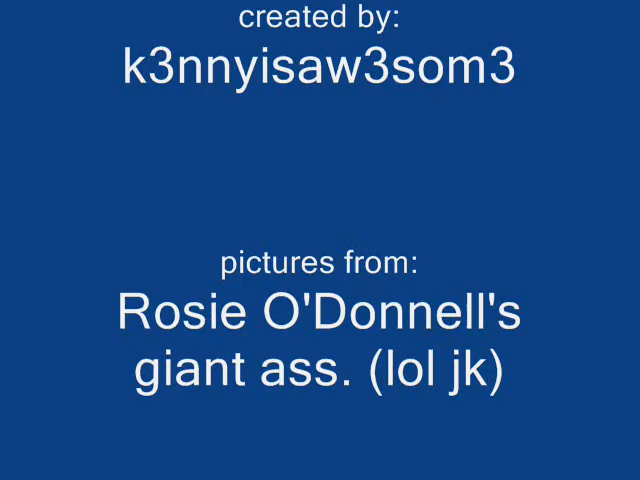 created by:
k3nnyisaw3som3
pictures from:
Rosie O'Donnell's
giant ass. (lol jk)